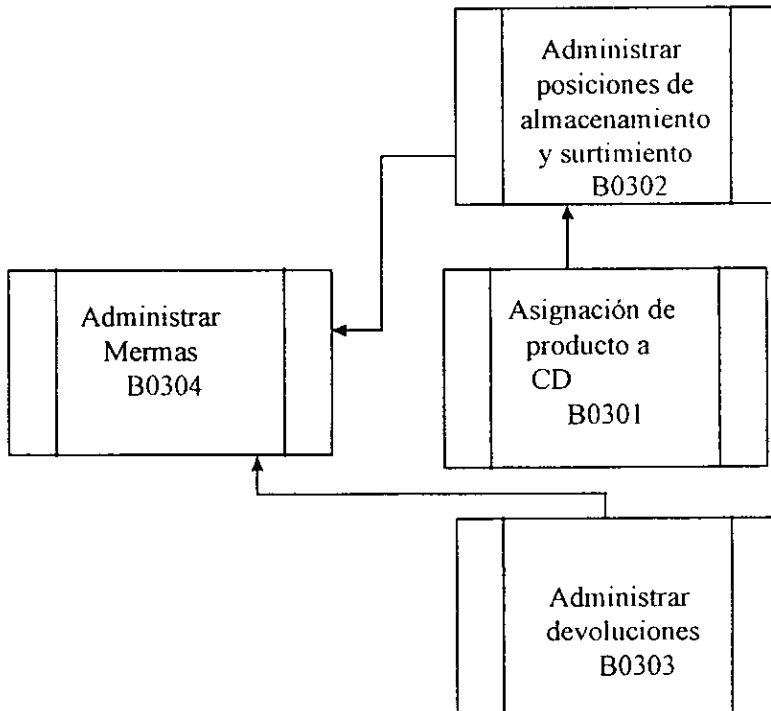 Administrar
posiciones de
almacenamiento
y surtimiento
B0302
Administrar
Mermas
B0304
Asignación de
producto a
CD
B0301
Administrar
devoluciones
B0303